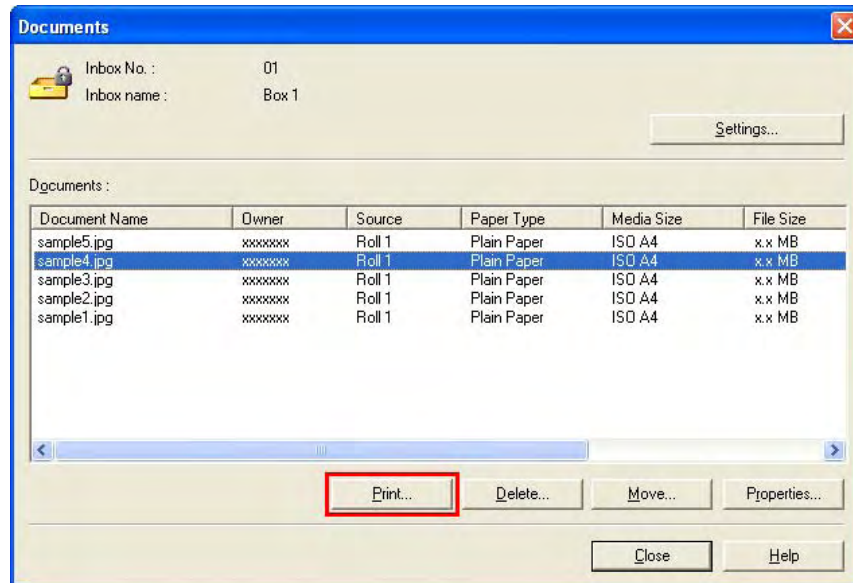 Documents
Inbox No. : 01
Inbox name : Box 1
Settings...
Documents :
Document Name Owner Source Paper Type Media Size File Size
sample5.jpg xxxxxxx Roll 1 Plain Paper ISO A4 x.x MB
sample4.jpg xxxxxxx Roll 1 Plain Paper ISO A4 x.x MB
sample3.jpg xxxxxxx Roll 1 Plain Paper ISO A4 x.x MB
sample2.jpg xxxxxxx Roll 1 Plain Paper ISO A4 x.x MB
sample1.jpg xxxxxxx Roll 1 Plain Paper ISO A4 x.x MB
Print... Delete... Move... Properties...
Close Help